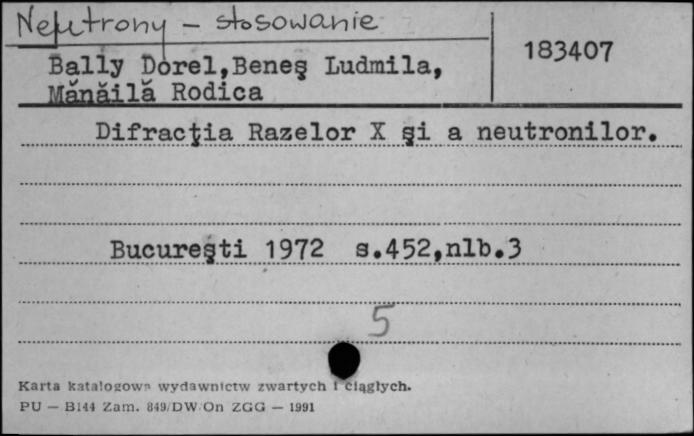 Neutrony - stosowanie
183407
Bally Dorel,Beneş Ludmila,
Mănăilă Rodica
Difracţia Razelor X şi a neutronilor.
Bucureşti 1972 s.452,nlb.3
5
Karta katalogowa wydawnictw zwartych i ciągłych.
PU — B144 Zam. 849/DW/On ZGG — 1991